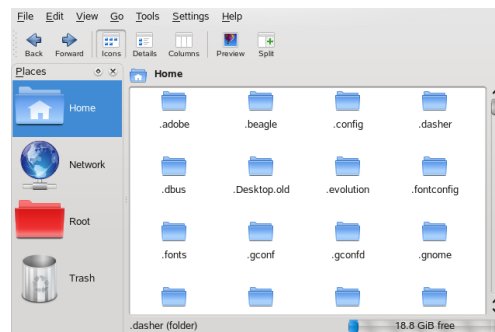 File Edit View Go Tools Settings Help
Back Forward Icons Details Columns Preview Split
Places
Home
Home
Network
Root
Trash
.adobe .beagle .config .dasher
.dbus .Desktop.old .evolution .fontconfig
.fonts .gconf .gconfd .gnome
.dasher (folder) 18.8 GiB free